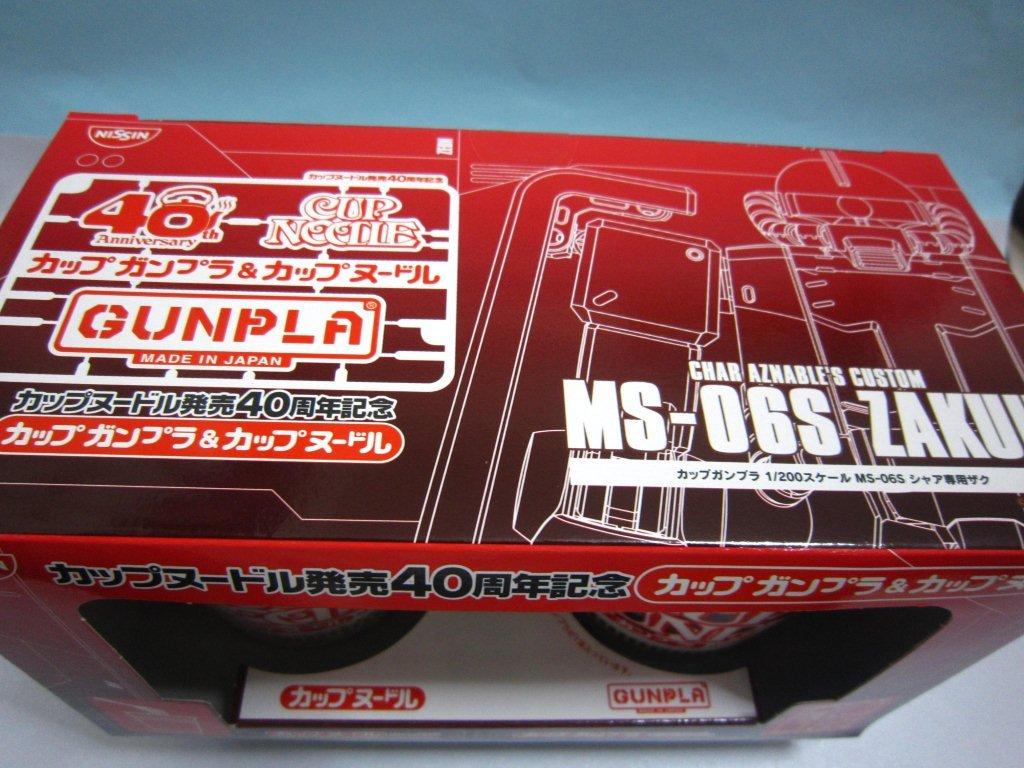 NISSIN
カップヌードル発売40周年記念
40th
Anniversary
CUP
NOODLE
カップ ガンプラ & カップ ヌードル
GUNPLA®
MADE IN JAPAN
カップヌードル発売40周年記念
カップ ガンプラ & カップ ヌードル
CHAR AZNABLE'S CUSTOM
MS-06S ZAKU
カップガンプラ 1/200スケール MS-06S シャア専用ザク
カップヌードル発売40周年記念
カップ ガンプラ & カップ
カップ ヌードル
GUNPLA
MADE IN JAPAN